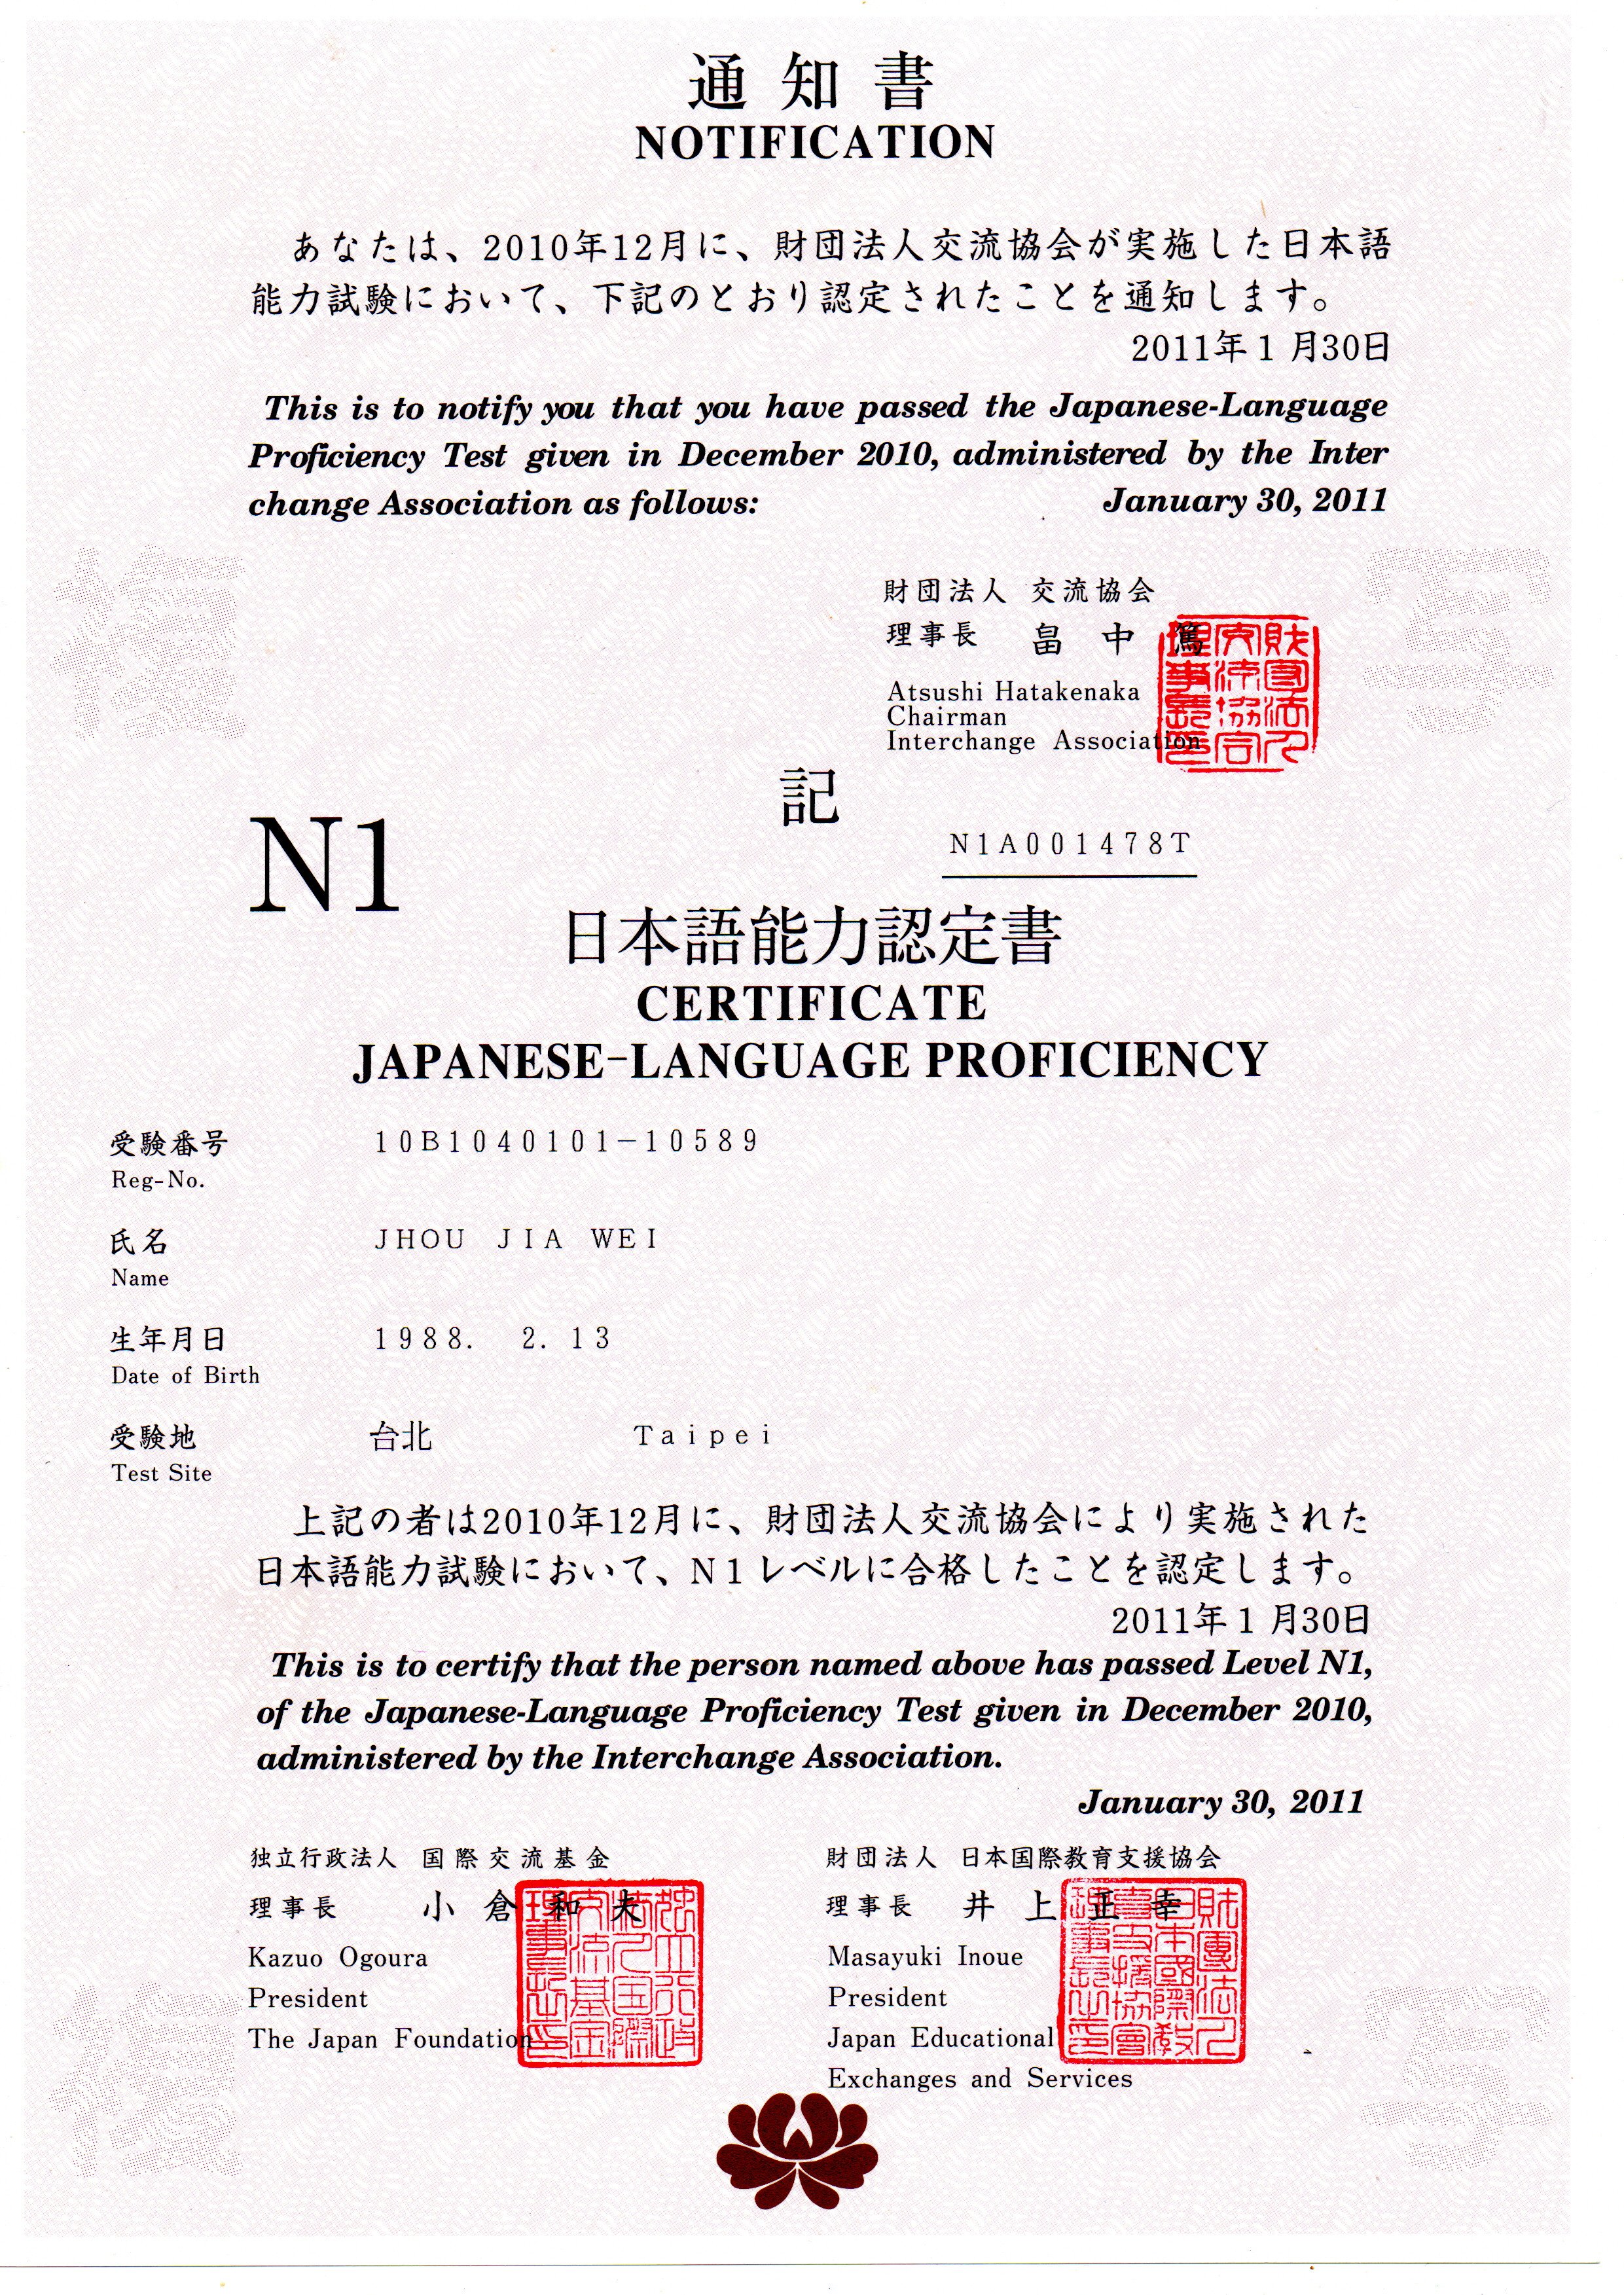 通知書
NOTIFICATION
あなたは、2010年12月に、財団法人交流協会が実施した日本語
能力試験において、下記のとおり認定されたことを通知します。
2011年1月30日
This is to notify you that you have passed the Japanese-Language
Proficiency Test given in December 2010, administered by the Inter
change Association as follows:
January 30, 2011
財団法人 交流協会
理事長 畠中 篤
Atsushi Hatakenaka
Chairman
Interchange Association
記
N1
N1A001478T
日本語能力認定書
CERTIFICATE
JAPANESE-LANGUAGE PROFICIENCY
受験番号 10B1040101-10589
Reg-No.
氏名 JHOU JIA WEI
Name
生年月日 1988. 2. 13
Date of Birth
受験地 台北 Taipei
Test Site
上記の者は2010年12月に、財団法人交流協会により実施された
日本語能力試験において、N1レベルに合格したことを認定します。
2011年1月30日
This is to certify that the person named above has passed Level N1,
of the Japanese-Language Proficiency Test given in December 2010,
administered by the Interchange Association.
January 30, 2011
独立行政法人 国際交流基金
理事長 小倉和夫
Kazuo Ogoura
President
The Japan Foundation
財団法人 日本国際教育支援協会
理事長 井上正幸
Masayuki Inoue
President
Japan Educational
Exchanges and Services
複
写
複
写